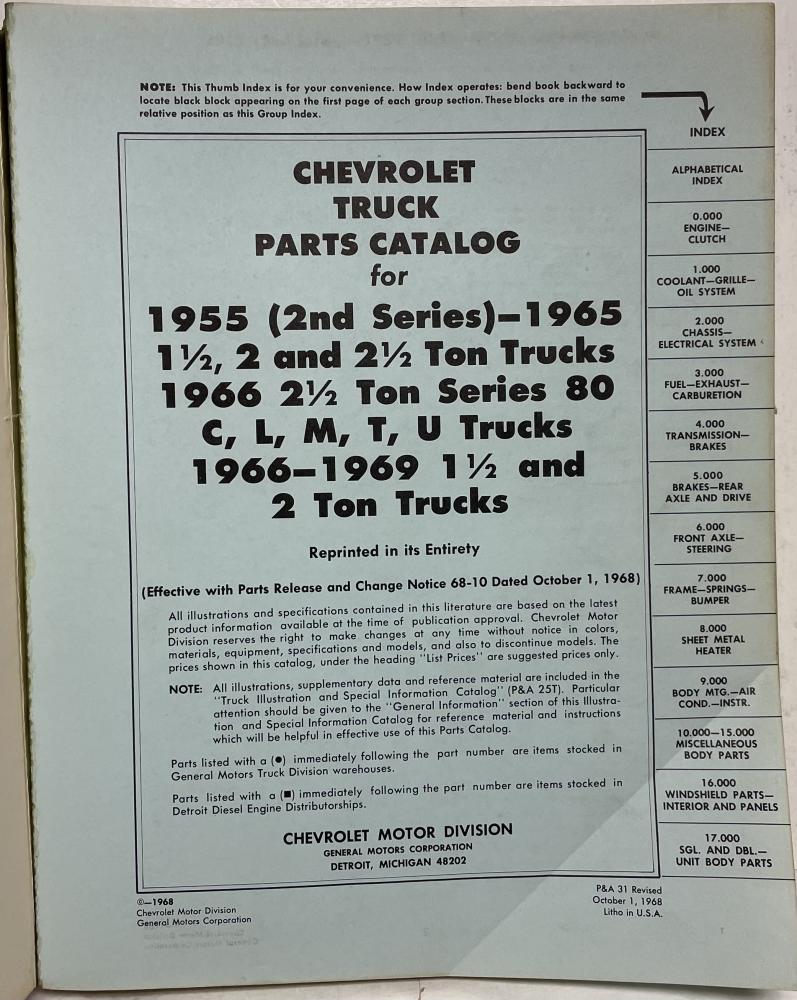 NOTE: This Thumb Index is for your convenience. How Index operates: bend book backward to
locate black block appearing on the first page of each group section. These blocks are in the same
relative position as this Group Index.
CHEVROLET
TRUCK
PARTS CATALOG
for
1955 (2nd Series)—1965
1½, 2 and 2½ Ton Trucks
1966 2½ Ton Series 80
C, L, M, T, U Trucks
1966—1969 1½ and
2 Ton Trucks
Reprinted in its Entirety
(Effective with Parts Release and Change Notice 68-10 Dated October 1, 1968)
All illustrations and specifications contained in this literature are based on the latest
product information available at the time of publication approval. Chevrolet Motor
Division reserves the right to make changes at any time without notice in colors,
materials, equipment, specifications and models, and also to discontinue models. The
prices shown in this catalog, under the heading "List Prices" are suggested prices only.
NOTE: All illustrations, supplementary data and reference material are included in the
"Truck Illustration and Special Information Catalog" (P&A 25T). Particular
attention should be given to the "General Information" section of this Illustra-
tion and Special Information Catalog for reference material and instructions
which will be helpful in effective use of this Parts Catalog.
Parts listed with a (●) immediately following the part number are items stocked in
General Motors Truck Division warehouses.
Parts listed with a (■) immediately following the part number are items stocked in
Detroit Diesel Engine Distributorships.
CHEVROLET MOTOR DIVISION
GENERAL MOTORS CORPORATION
DETROIT, MICHIGAN 48202
©—1968
Chevrolet Motor Division
General Motors Corporation
P&A 31 Revised
October 1, 1968
Litho in U.S.A.
INDEX
ALPHABETICAL
INDEX
0.000
ENGINE—
CLUTCH
1.000
COOLANT—GRILLE—
OIL SYSTEM
2.000
CHASSIS—
ELECTRICAL SYSTEM
3.000
FUEL—EXHAUST—
CARBURETION
4.000
TRANSMISSION—
BRAKES
5.000
BRAKES—REAR
AXLE AND DRIVE
6.000
FRONT AXLE—
STEERING
7.000
FRAME—SPRINGS—
BUMPER
8.000
SHEET METAL
HEATER
9.000
BODY MTG.—AIR
COND.—INSTR.
10.000—15.000
MISCELLANEOUS
BODY PARTS
16.000
WINDSHIELD PARTS—
INTERIOR AND PANELS
17.000
SGL. AND DBL.—
UNIT BODY PARTS